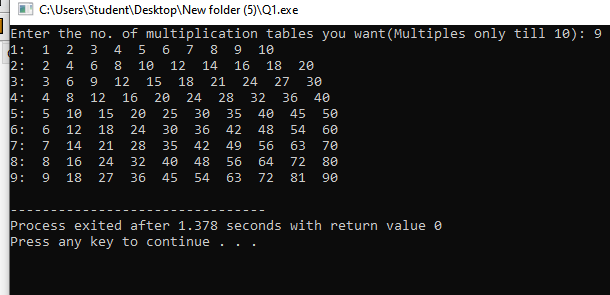 C:\Users\Student\Desktop\New folder (5)\Q1.exe
Enter the no. of multiplication tables you want(Multiples only till 10): 9
1:  1  2  3  4  5  6  7  8  9  10
2:  2  4  6  8  10  12  14  16  18  20
3:  3  6  9  12  15  18  21  24  27  30
4:  4  8  12  16  20  24  28  32  36  40
5:  5  10  15  20  25  30  35  40  45  50
6:  6  12  18  24  30  36  42  48  54  60
7:  7  14  21  28  35  42  49  56  63  70
8:  8  16  24  32  40  48  56  64  72  80
9:  9  18  27  36  45  54  63  72  81  90
--------------------------------
Process exited after 1.378 seconds with return value 0
Press any key to continue . . .